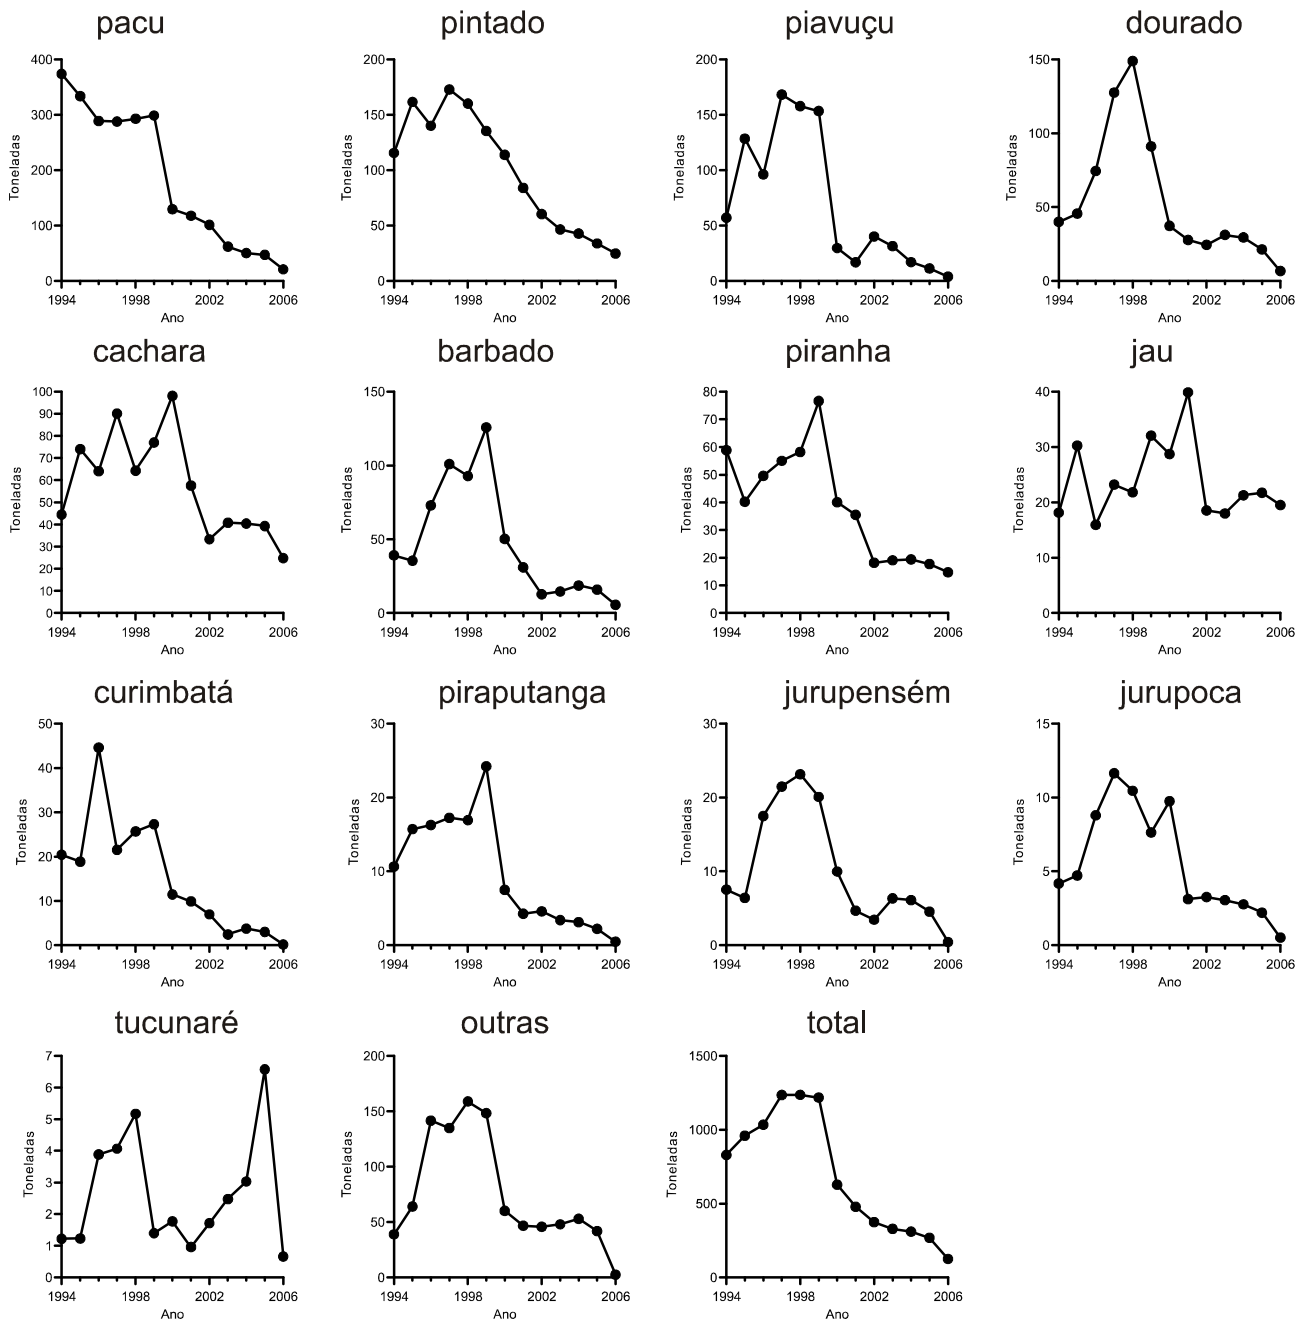 pacu
400
300
200
100
0
Toneladas
1994 1998 2002 2006
Ano
pintado
200
150
100
50
0
Toneladas
1994 1998 2002 2006
Ano
piavuçu
200
150
100
50
0
Toneladas
1994 1998 2002 2006
Ano
dourado
150
100
50
0
Toneladas
1994 1998 2002 2006
Ano
cachara
100
90
80
70
60
50
40
30
20
10
0
Toneladas
1994 1998 2002 2006
Ano
barbado
150
100
50
0
Toneladas
1994 1998 2002 2006
Ano
piranha
80
70
60
50
40
30
20
10
0
Toneladas
1994 1998 2002 2006
Ano
jau
40
30
20
10
0
Toneladas
1994 1998 2002 2006
Ano
curimbatá
50
40
30
20
10
0
Toneladas
1994 1998 2002 2006
Ano
piraputanga
30
20
10
0
Toneladas
1994 1998 2002 2006
Ano
jurupensém
30
20
10
0
Toneladas
1994 1998 2002 2006
Ano
jurupoca
15
10
5
0
Toneladas
1994 1998 2002 2006
Ano
tucunaré
7
6
5
4
3
2
1
0
Toneladas
1994 1998 2002 2006
Ano
outras
200
150
100
50
0
Toneladas
1994 1998 2002 2006
Ano
total
1500
1000
500
0
Toneladas
1994 1998 2002 2006
Ano